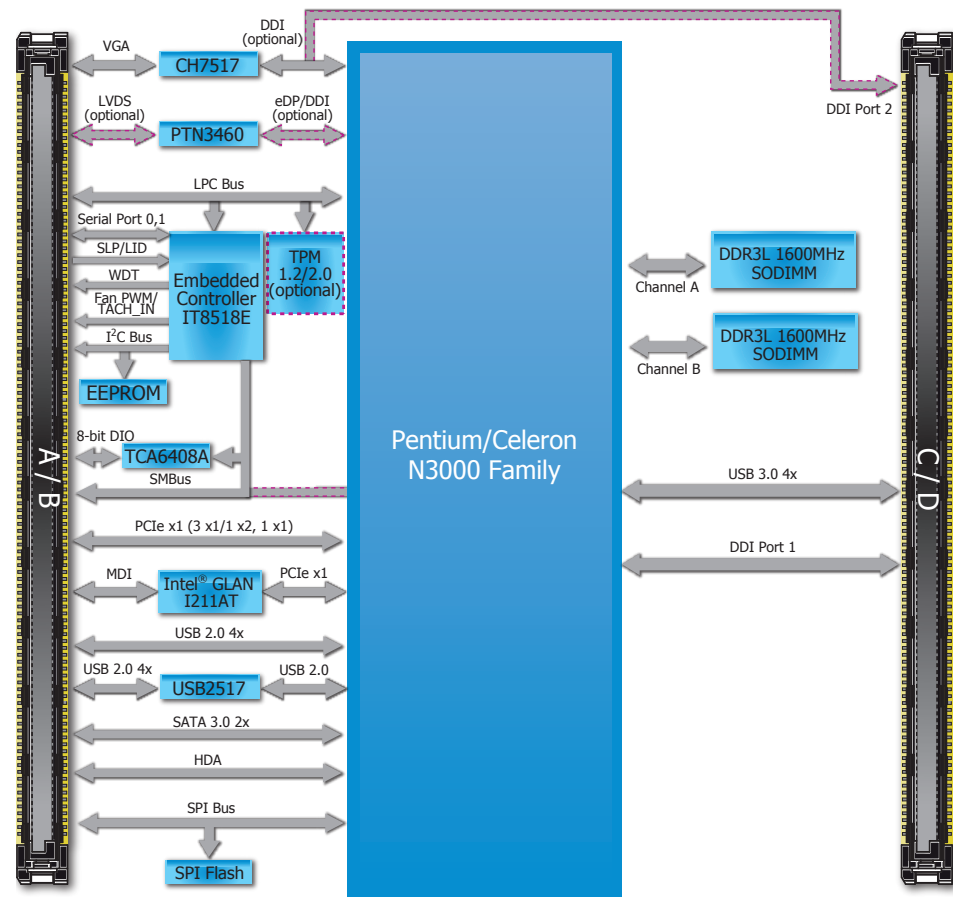 VGA
CH7517
DDI
(optional)
DDI Port 2
LVDS
(optional)
PTN3460
eDP/DDI
(optional)
LPC Bus
Serial Port 0,1
SLP/LID
WDT
Fan PWM/
TACH_IN
I²C Bus
Embedded
Controller
IT8518E
TPM
1.2/2.0
(optional)
EEPROM
8-bit DIO
TCA6408A
SMBus
A / B
PCIe x1 (3 x1/1 x2, 1 x1)
MDI
Intel® GLAN
I211AT
PCIe x1
USB 2.0 4x
USB 2.0 4x
USB2517
USB 2.0
SATA 3.0 2x
HDA
SPI Bus
SPI Flash
Pentium/Celeron
N3000 Family
Channel A
DDR3L 1600MHz
SODIMM
Channel B
DDR3L 1600MHz
SODIMM
USB 3.0 4x
DDI Port 1
C / D